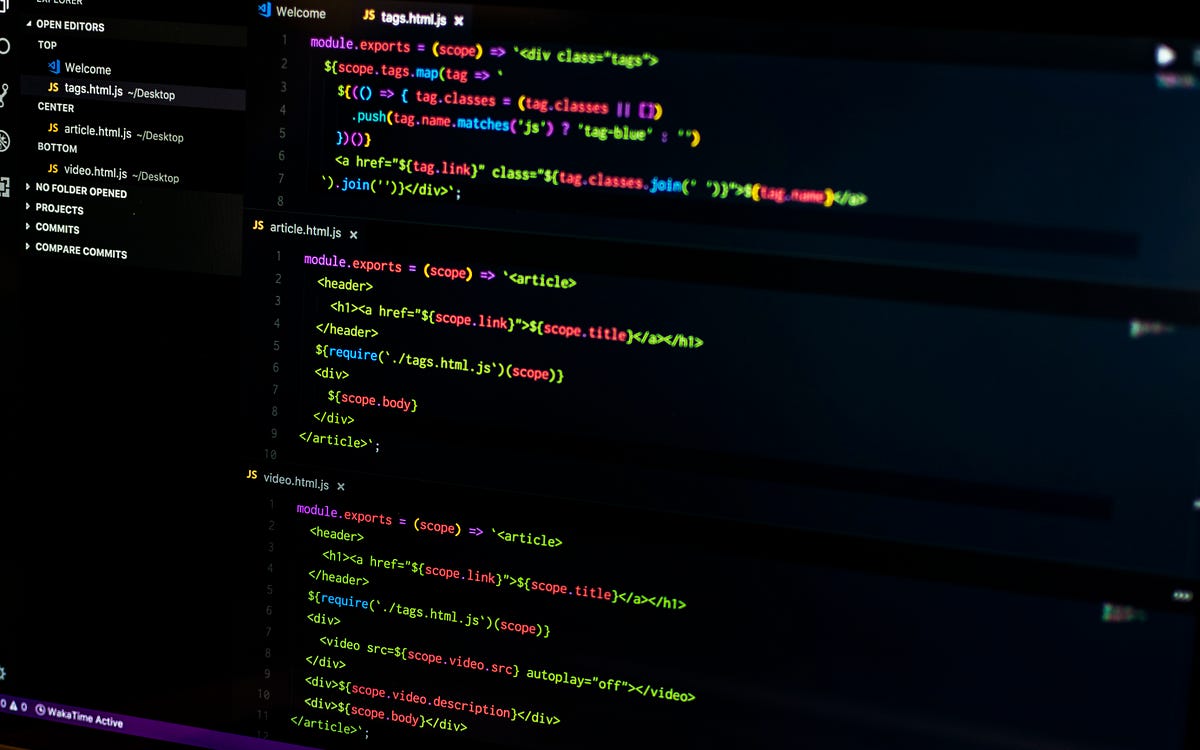 OPEN EDITORS
TOP
Welcome
JS tags.html.js ~/Desktop
CENTER
JS article.html.js ~/Desktop
BOTTOM
JS video.html.js ~/Desktop
NO FOLDER OPENED
PROJECTS
COMMITS
COMPARE COMMITS
0 0 WakaTime Active
Welcome JS tags.html.js ×
1 module.exports = (scope) => `<div class="tags">
2 ${scope.tags.map(tag => `
3 ${(() => { tag.classes = (tag.classes || [])
4 .push(tag.name.matches('js') ? 'tag-blue' : '')
5 })()}
6 <a href="${tag.link}" class="${tag.classes.join(" ")}">${tag.name}</a>
7 `).join('')}</div>`;
8
JS article.html.js ×
1 module.exports = (scope) => `<article>
2 <header>
3 <h1><a href="${scope.link}">${scope.title}</a></h1>
4 </header>
5 ${require(`./tags.html.js`)(scope)}
6 <div>
7 ${scope.body}
8 </div>
9 </article>`;
10
JS video.html.js ×
1 module.exports = (scope) => `<article>
2 <header>
3 <h1><a href="${scope.link}">${scope.title}</a></h1>
4 </header>
5 ${require(`./tags.html.js`)(scope)}
6 <div>
7 <video src=${scope.video.src} autoplay="off"></video>
8 </div>
9 <div>${scope.video.description}</div>
10 <div>${scope.body}</div>
11 </article>`;
12